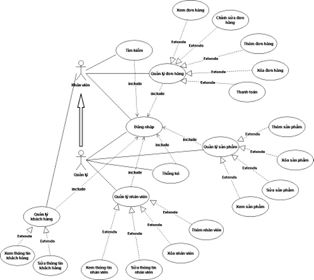 Xem đơn hàng
Chỉnh sửa đơn hàng
Extends
Extends
Thêm đơn hàng
Tìm kiếm
Extends
Extends
Xóa đơn hàng
Quản lý đơn hàng
Nhân viên
Extends
Include
Include
Thanh toán
Đăng nhập
Thêm sản phẩm
Extends
Include
Quản lý sản phẩm
Extends
Xóa sản phẩm
Quản lý
Include
Include
Thống kê
Extends
Extends
Sửa sản phẩm
Xem sản phẩm
Quản lý nhân viên
Quản lý
khách hàng
Extends
Thêm nhân viên
Extends
Extends
Extends
Extends
Extends
Xóa nhân viên
Xem thông tin
khách hàng
Sửa thông tin
khách hàng
Xem thông tin
nhân viên
Sửa thông tin
nhân viên